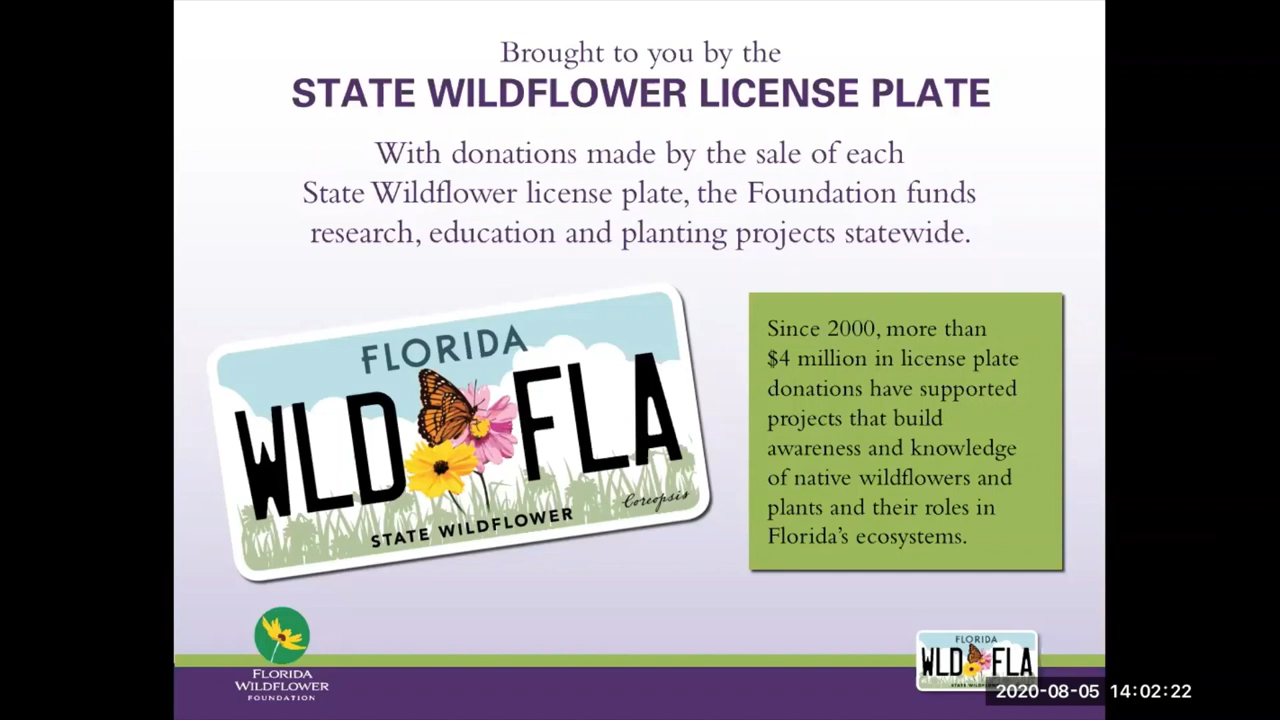 Brought to you by the
STATE WILDFLOWER LICENSE PLATE
With donations made by the sale of each
State Wildflower license plate, the Foundation funds
research, education and planting projects statewide.
FLORIDA
WLD FLA
Coreopsis
STATE WILDFLOWER
Since 2000, more than
$4 million in license plate
donations have supported
projects that build
awareness and knowledge
of native wildflowers and
plants and their roles in
Florida's ecosystems.
FLORIDA
WILDFLOWER
FOUNDATION
FLORIDA
WLD FLA
2020-08-05 14:02:22